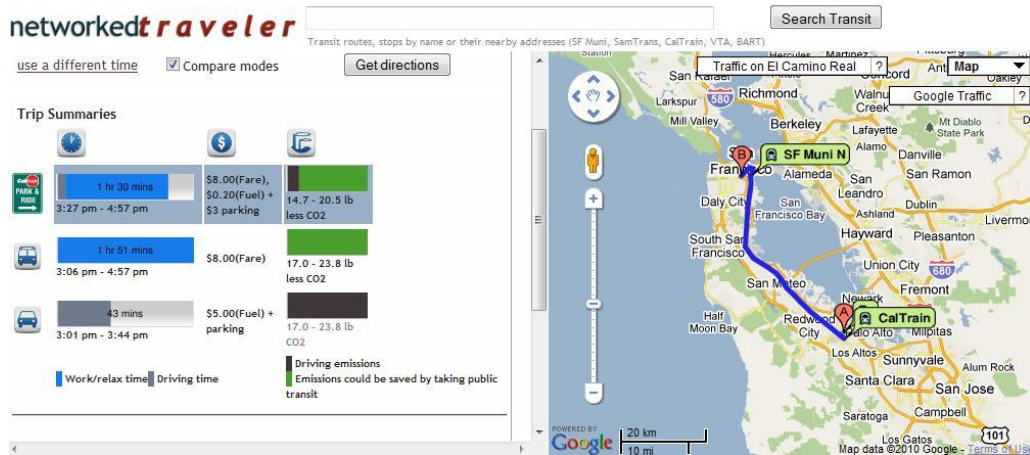 networkedtraveler
Search Transit
Transit routes, stops by name or their nearby addresses (SF Muni, SamTrans, CalTrain, VTA, BART)
use a different time
Compare modes
Get directions
Trip Summaries
PARK &
RIDE
1 hr 30 mins
3:27 pm - 4:57 pm
$8.00(Fare),
$0.20(Fuel) +
$3 parking
14.7 - 20.5 lb
less CO2
1 hr 51 mins
3:06 pm - 4:57 pm
$8.00(Fare)
17.0 - 23.8 lb
less CO2
43 mins
3:01 pm - 3:44 pm
$5.00(Fuel) +
parking
17.0 - 23.8 lb
CO2
Work/relax time
Driving time
Driving emissions
Emissions could be saved by taking public
transit
Traffic on El Camino Real ?
Map
Google Traffic ?
Larkspur
580
Richmond
Mill Valley
Berkeley
Lafayette
Mt Diablo
State Park
Oakley
Alamo
Danville
B
SF Muni N
Alameda
San
Ramon
San
Leandro
Daly City
San
Francisco Bay
Dublin
Ashland
Livermo
South San
Francisco
Hayward
Pleasanton
Union City
680
San Mateo
Fremont
Newark
Half
Moon Bay
Redwood
City
A
CalTrain
Milpitas
Los Altos
Sunnyvale
Alum Rock
Santa Clara
San Jose
Saratoga
Campbell
101
Los Gatos
POWERED BY
Google
20 km
10 mi
Map data ©2010 Google - Terms of Us